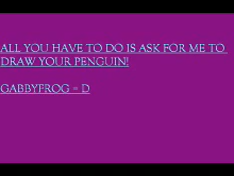 ALL YOU HAVE TO DO IS ASK FOR ME TO
DRAW YOUR PENGUIN!
GABBYFROG = D